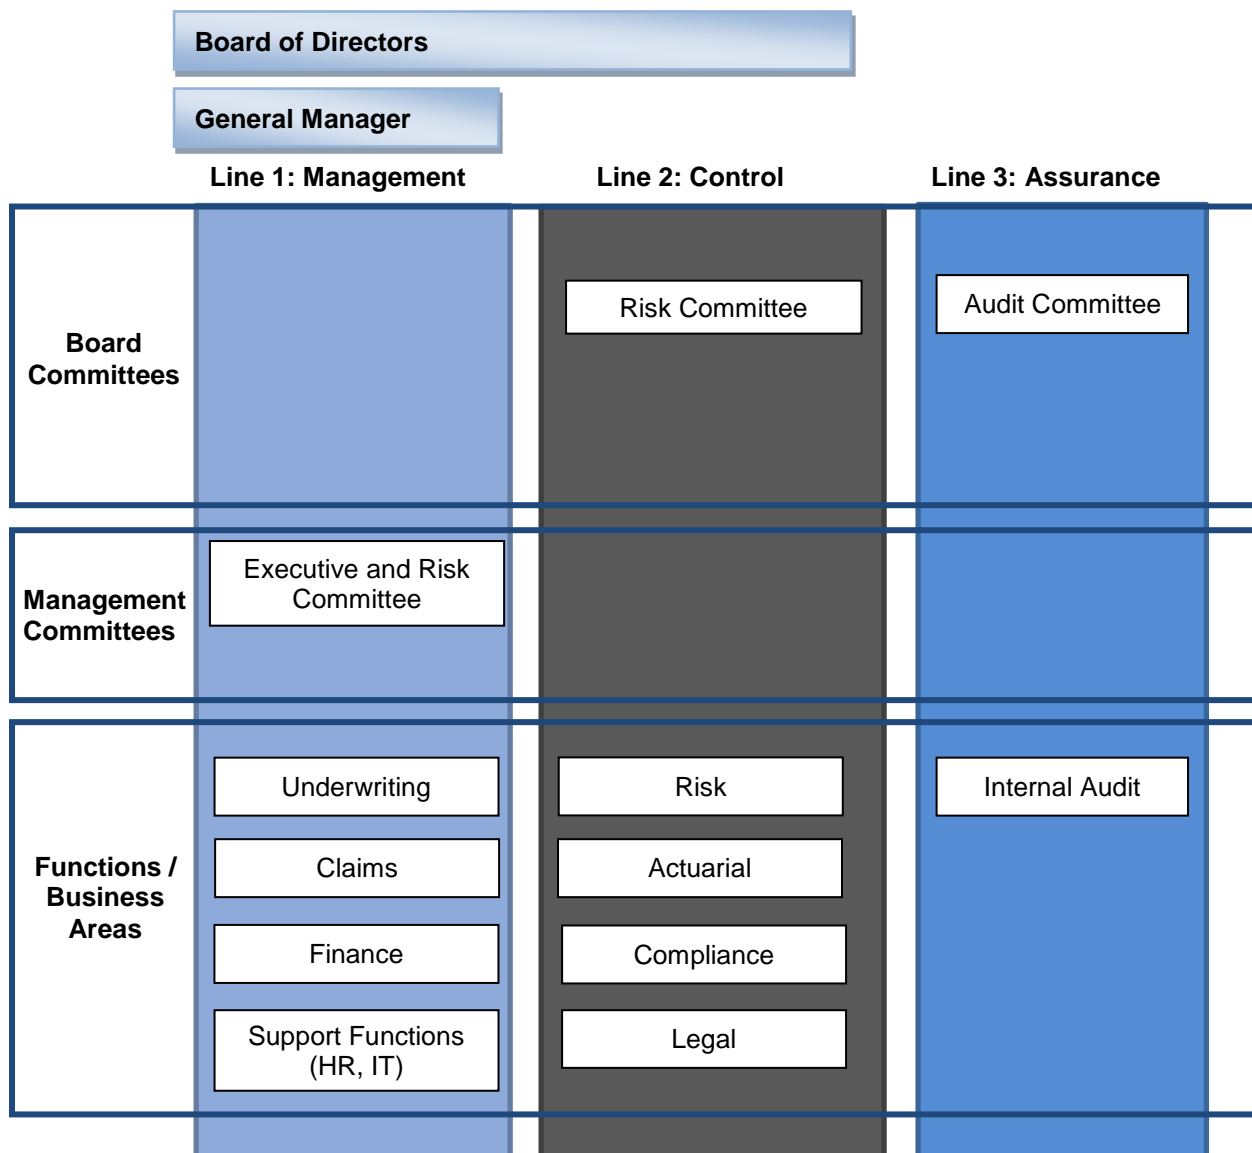 Board of Directors
General Manager
Line 1: Management
Line 2: Control
Line 3: Assurance
Board
Committees
Risk Committee
Audit Committee
Management
Committees
Executive and Risk
Committee
Functions /
Business
Areas
Underwriting
Risk
Internal Audit
Claims
Actuarial
Finance
Compliance
Support Functions
(HR, IT)
Legal